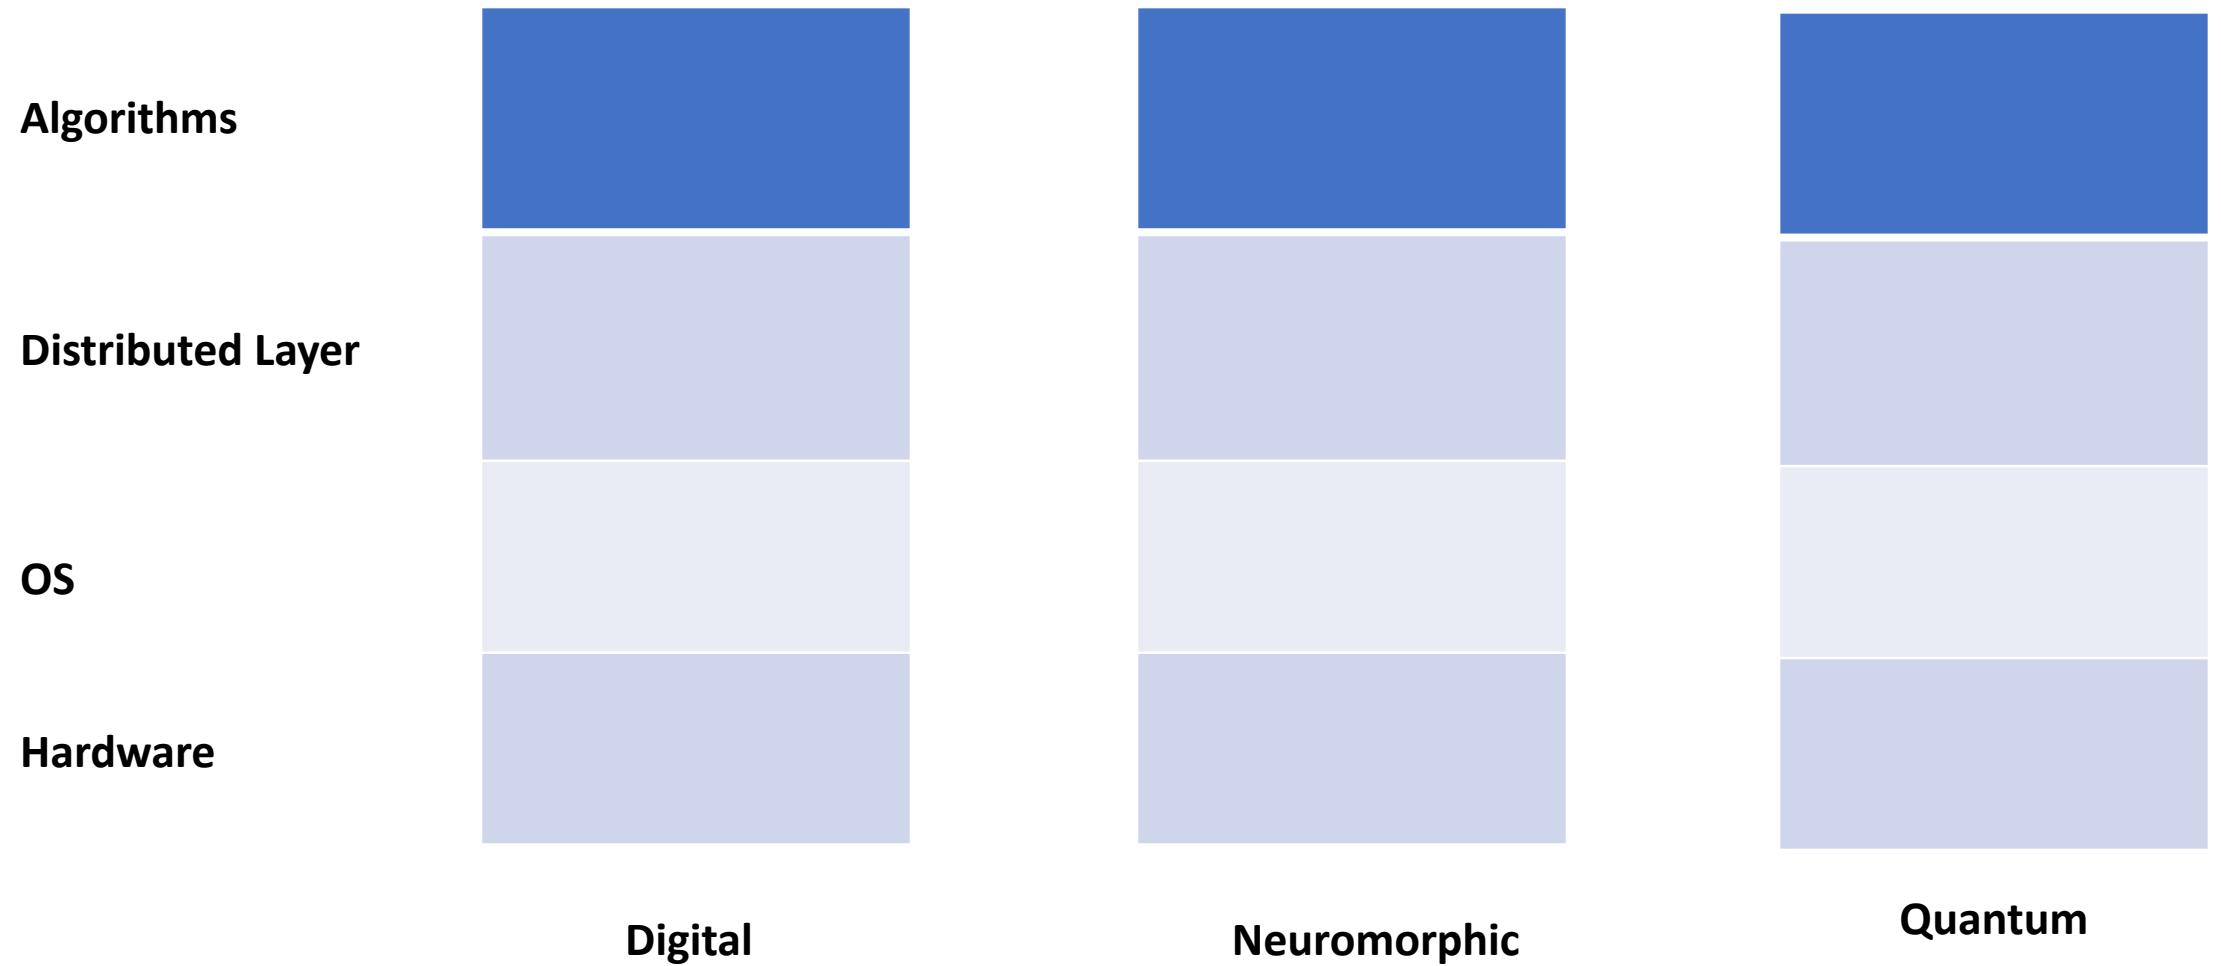 Algorithms
Distributed Layer
OS
Hardware
Digital
Neuromorphic
Quantum